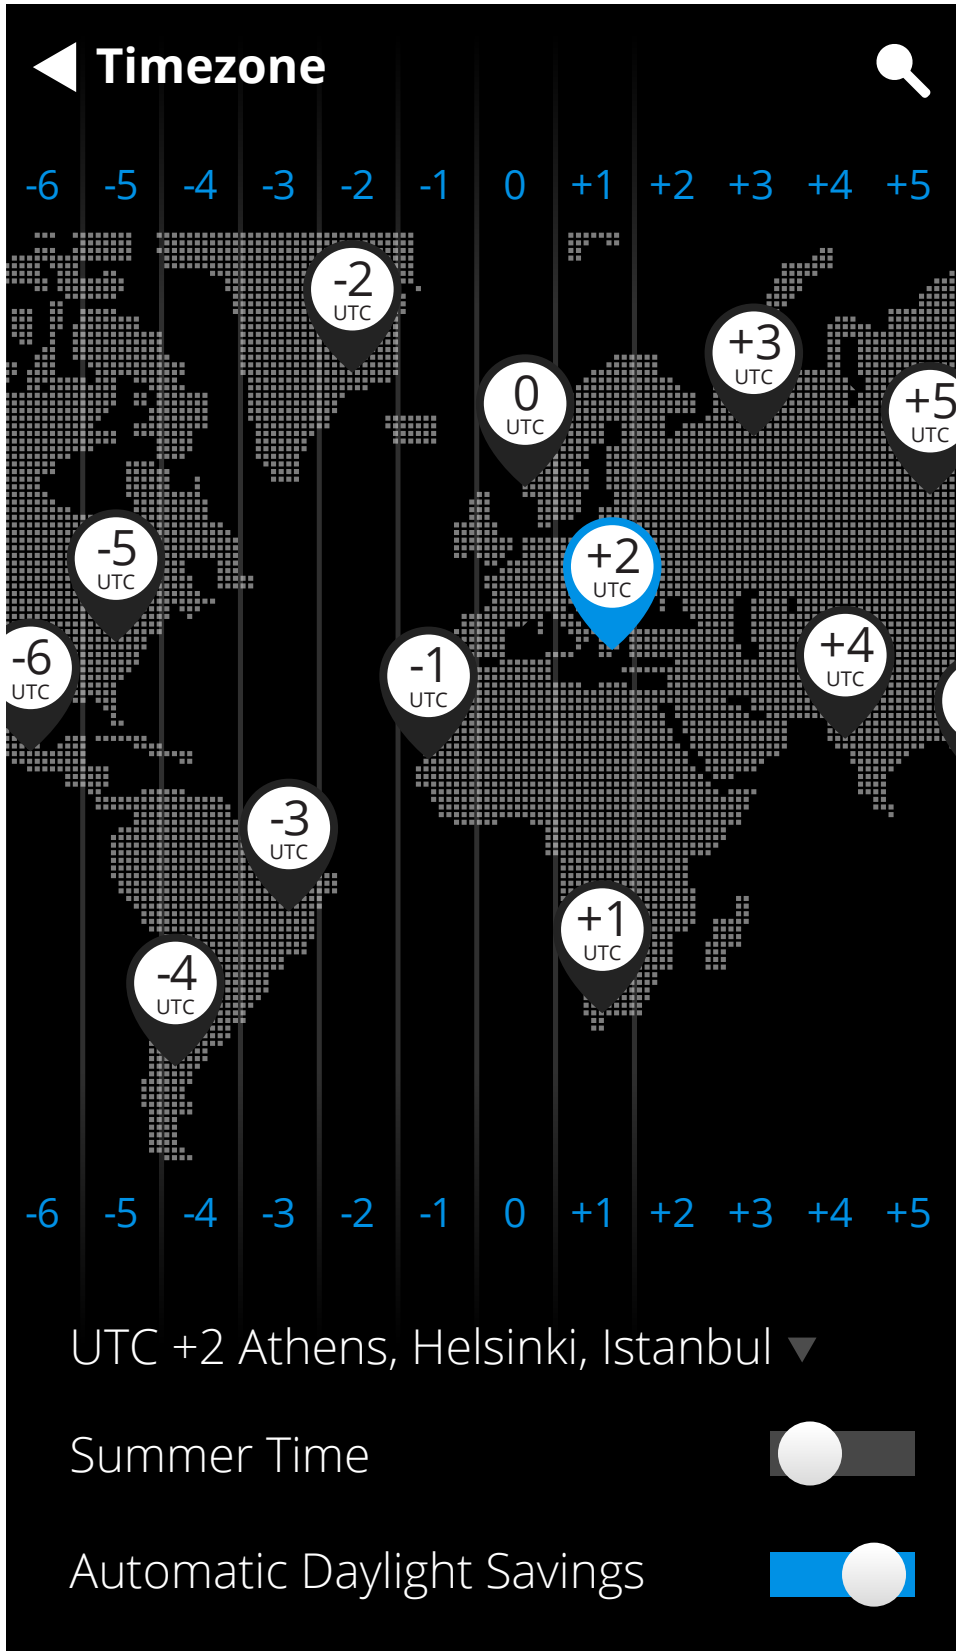 Timezone
-6 -5 -4 -3 -2 -1 0 +1 +2 +3 +4 +5
-2
UTC
+3
UTC
0
UTC
+5
UTC
-5
UTC
+2
UTC
+4
UTC
-6
UTC
-1
UTC
-3
UTC
+1
UTC
-4
UTC
-6 -5 -4 -3 -2 -1 0 +1 +2 +3 +4 +5
UTC +2 Athens, Helsinki, Istanbul
Summer Time
Automatic Daylight Savings